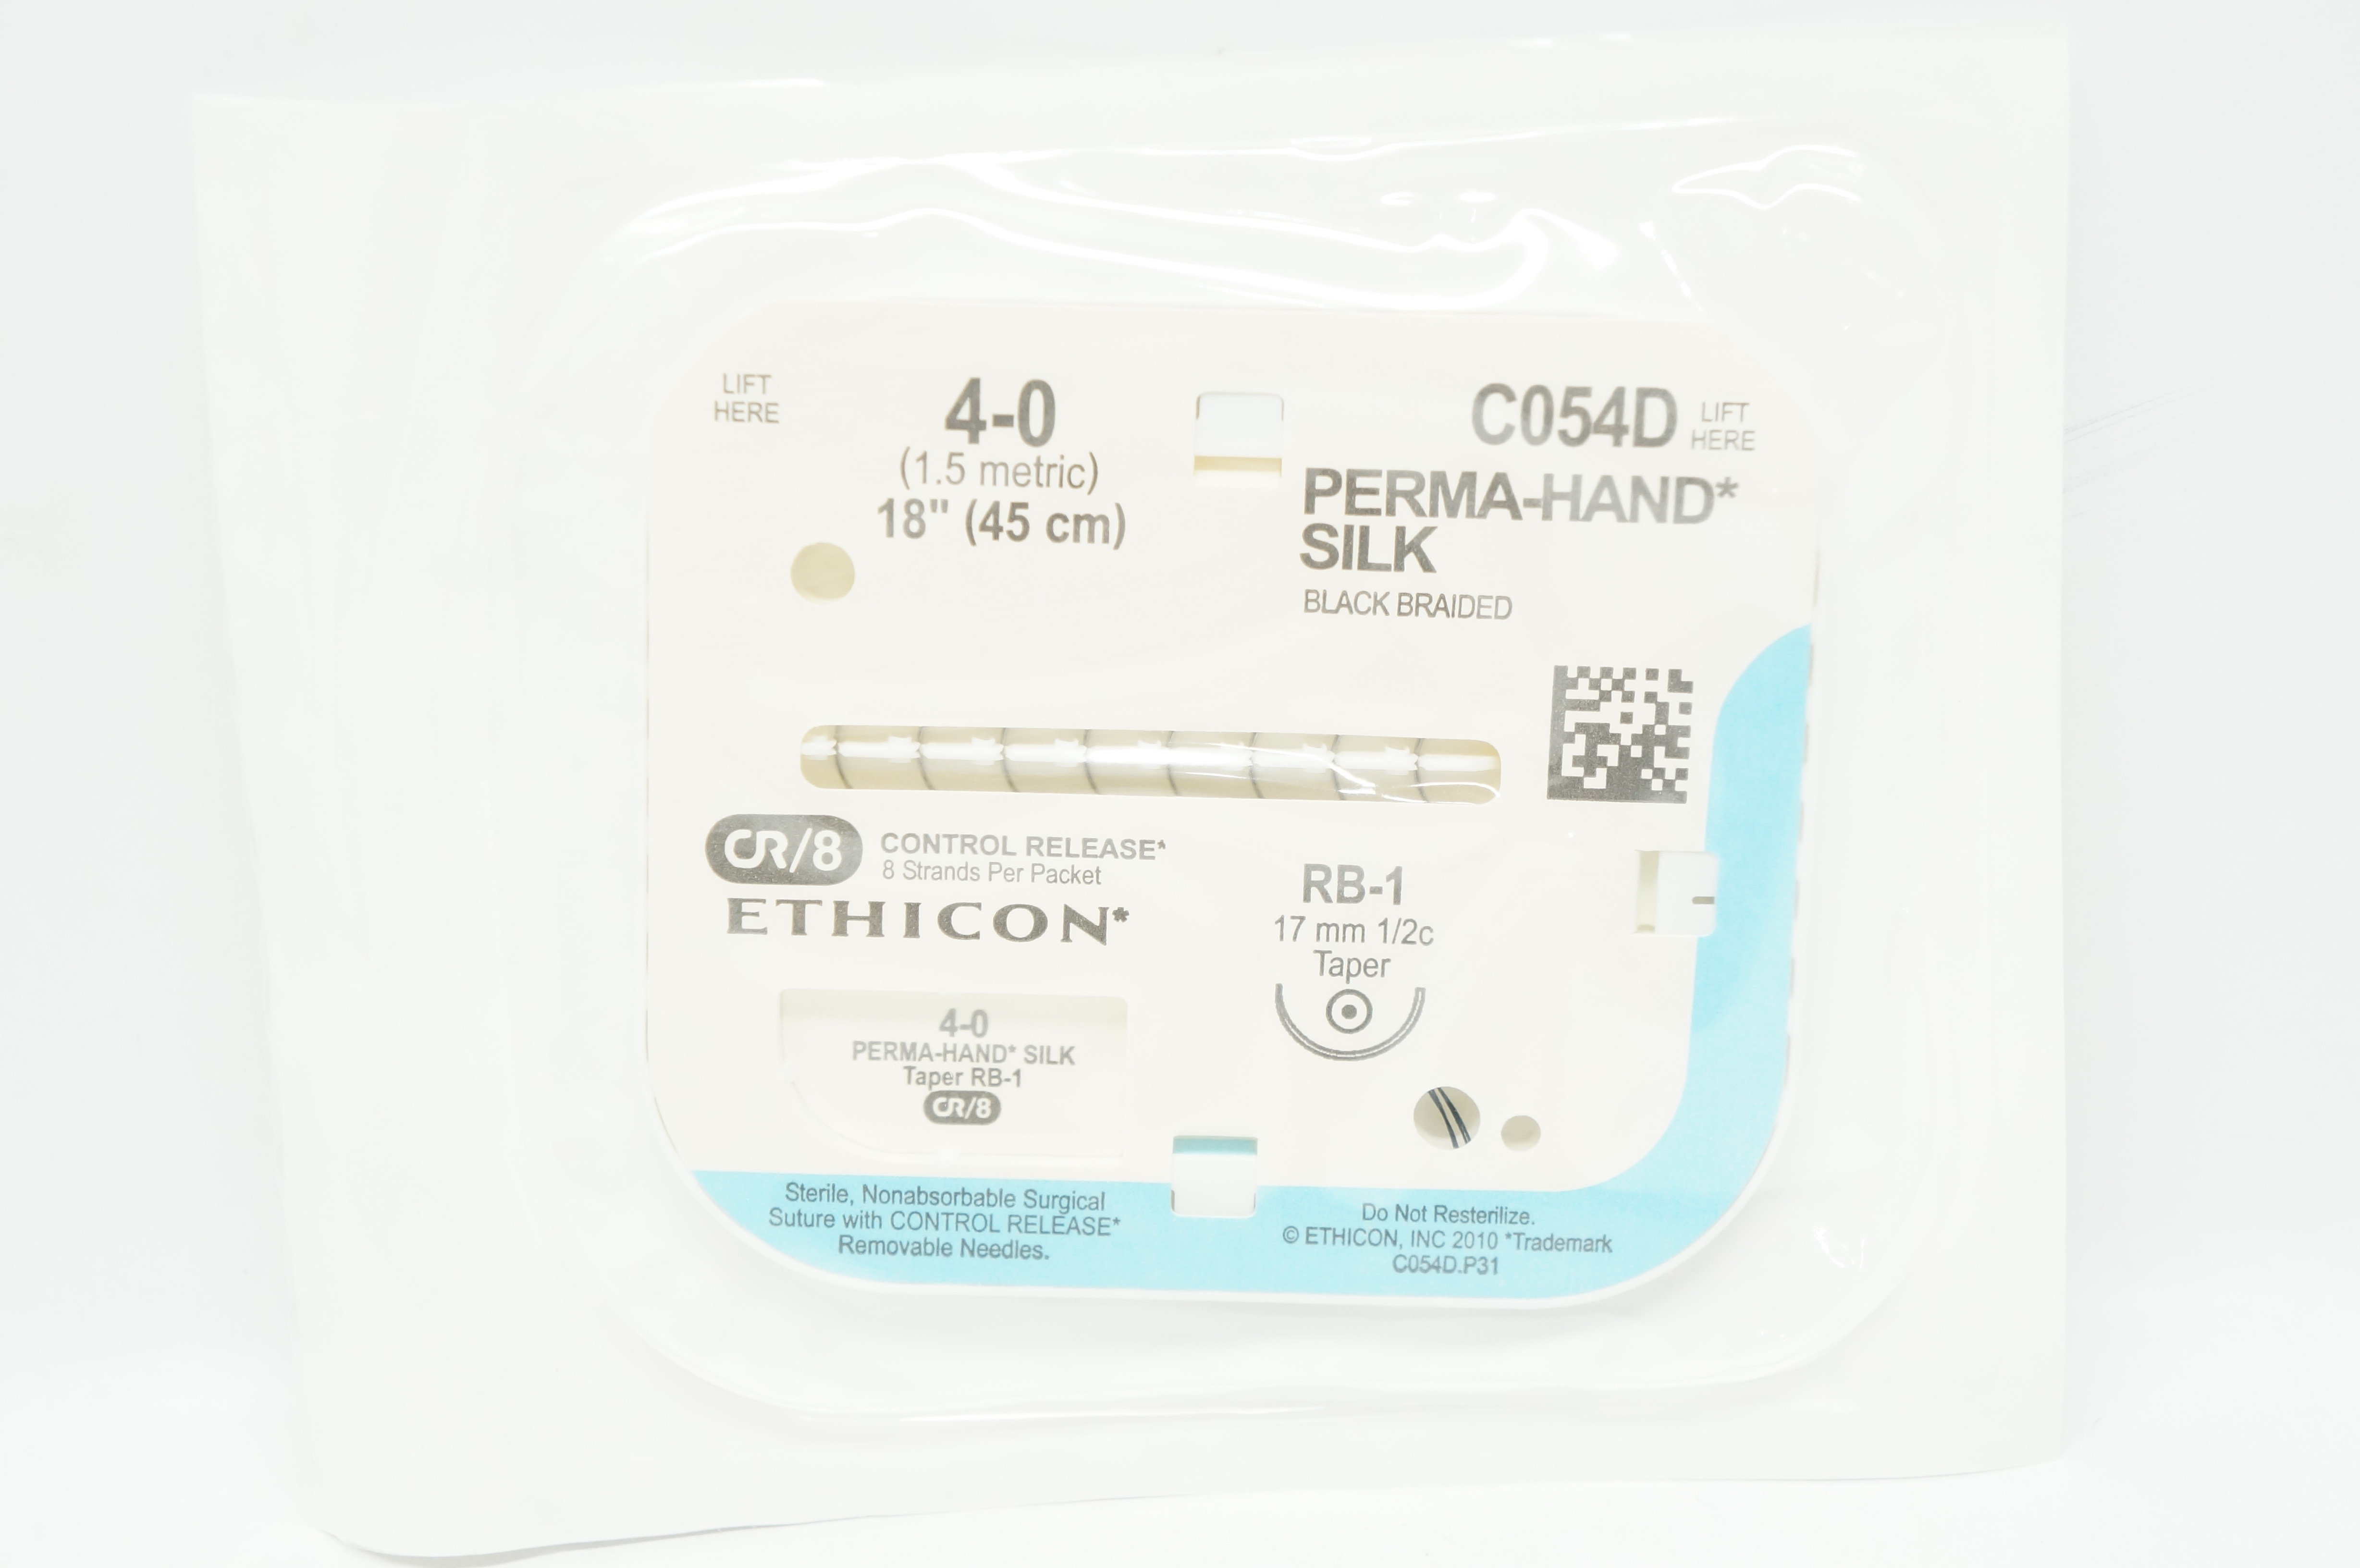 LIFT
HERE
4-0
(1.5 metric)
18" (45 cm)
C054D
LIFT
HERE
PERMA-HAND*
SILK
BLACK BRAIDED
CR/8
CONTROL RELEASE*
8 Strands Per Packet
ETHICON*
RB-1
17 mm 1/2c
Taper
4-0
PERMA-HAND* SILK
Taper RB-1
CR/8
Sterile, Nonabsorbable Surgical
Suture with CONTROL RELEASE*
Removable Needles.
Do Not Resterilize.
© ETHICON, INC 2010 *Trademark
C054D.P31